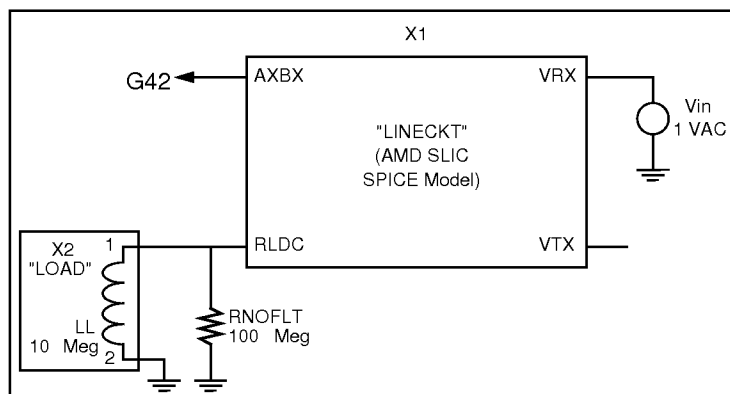 X1
G42
AXBX
VRX
Vin
1 VAC
"LINECKT"
(AMD SLIC
SPICE Model)
X2
"LOAD"
1
RLDC
VTX
LL
10 Meg
2
RNOFLT
100 Meg